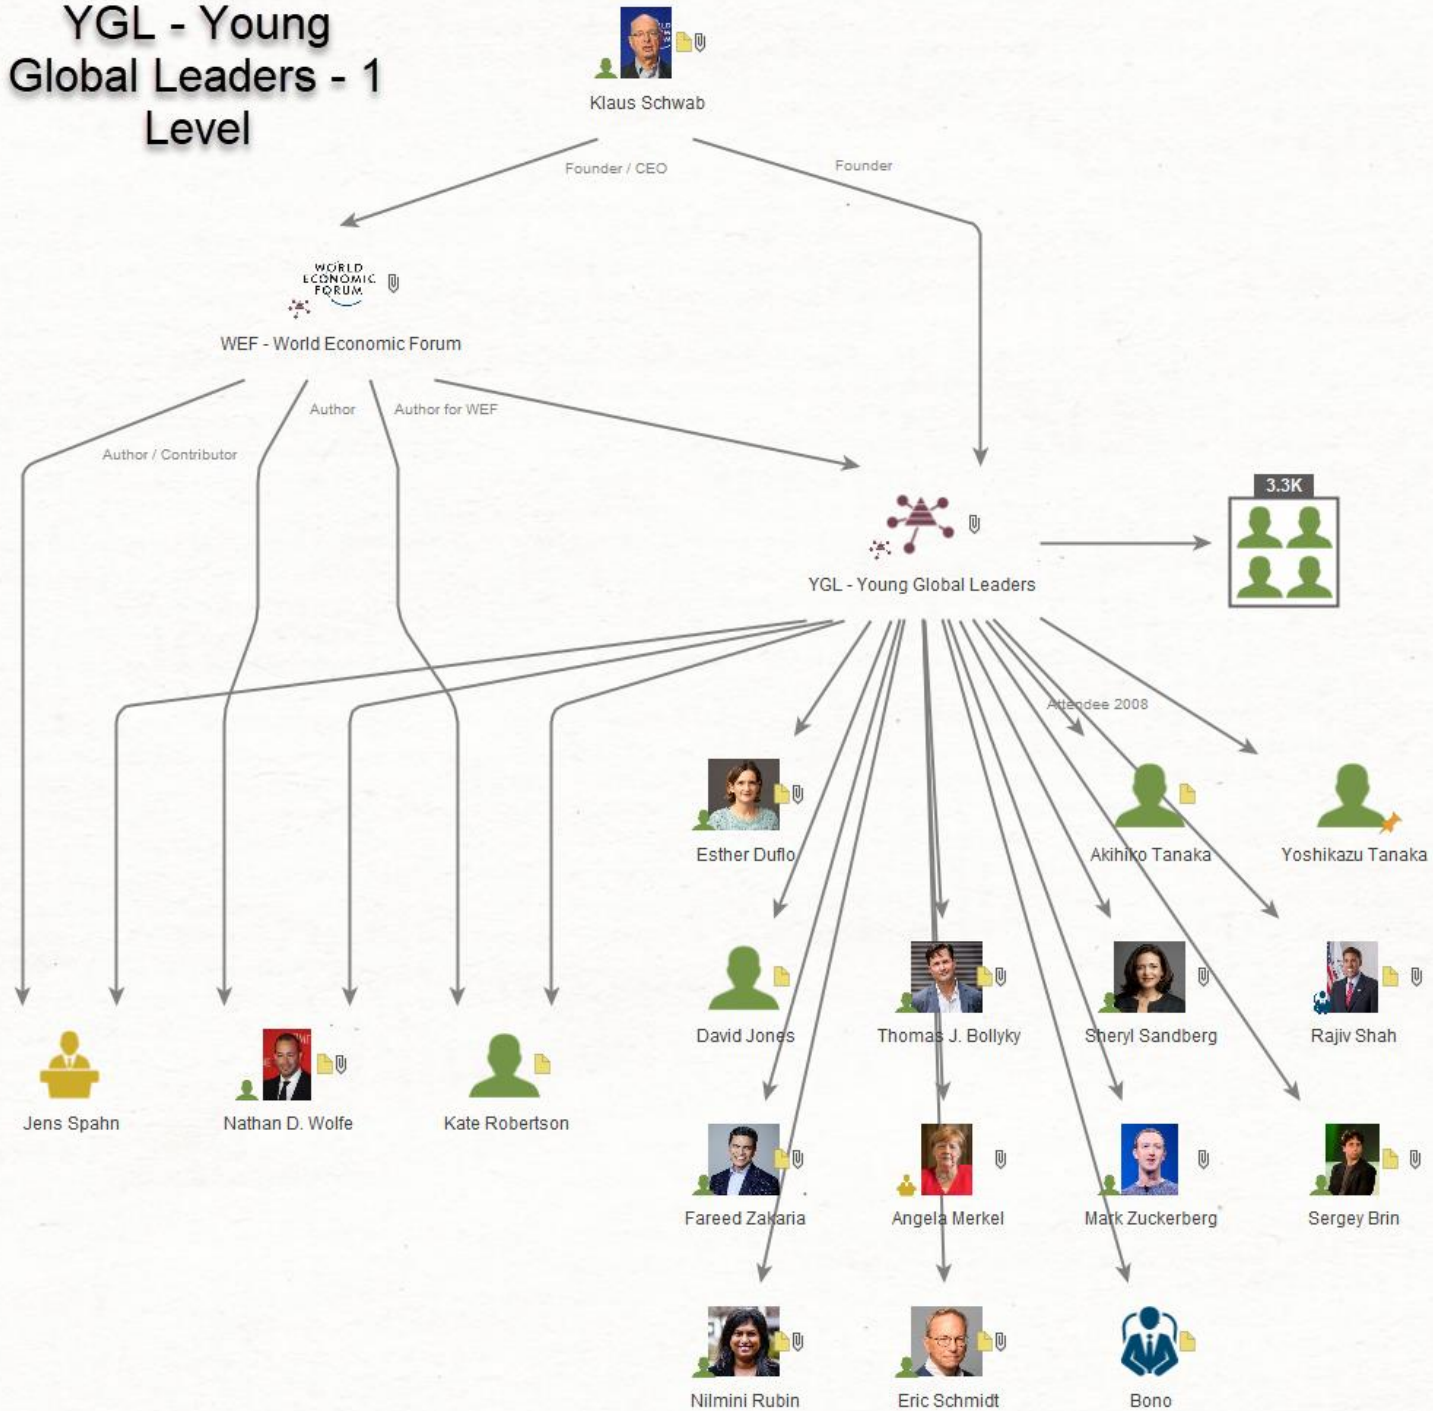 YGL - Young
Global Leaders - 1
Level
Klaus Schwab
Founder / CEO
Founder
WORLD
ECONOMIC
FORUM
WEF - World Economic Forum
Author
Author for WEF
Author / Contributor
3.3K
YGL - Young Global Leaders
Attendee 2008
Esther Duflo
Akihiko Tanaka
Yoshikazu Tanaka
David Jones
Thomas J. Bollyky
Sheryl Sandberg
Rajiv Shah
Jens Spahn
Nathan D. Wolfe
Kate Robertson
Fareed Zakaria
Angela Merkel
Mark Zuckerberg
Sergey Brin
Nilmini Rubin
Eric Schmidt
Bono